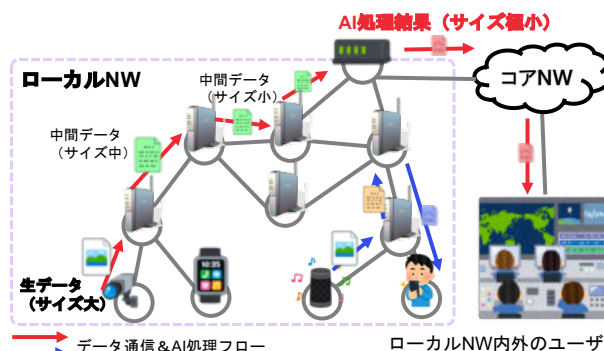 AI処理結果（サイズ極小）
ローカルNW
中間データ
（サイズ小）
コアNW
中間データ
（サイズ中）
10:35
生データ
（サイズ大）
データ通信＆AI処理フロー
ローカルNW内外のユーザ